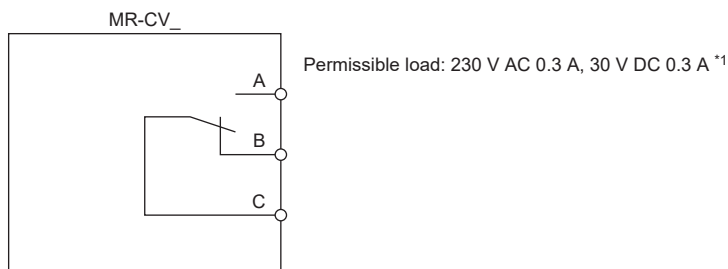 MR-CV_
Permissible load: 230 V AC 0.3 A, 30 V DC 0.3 A *1
A
B
C